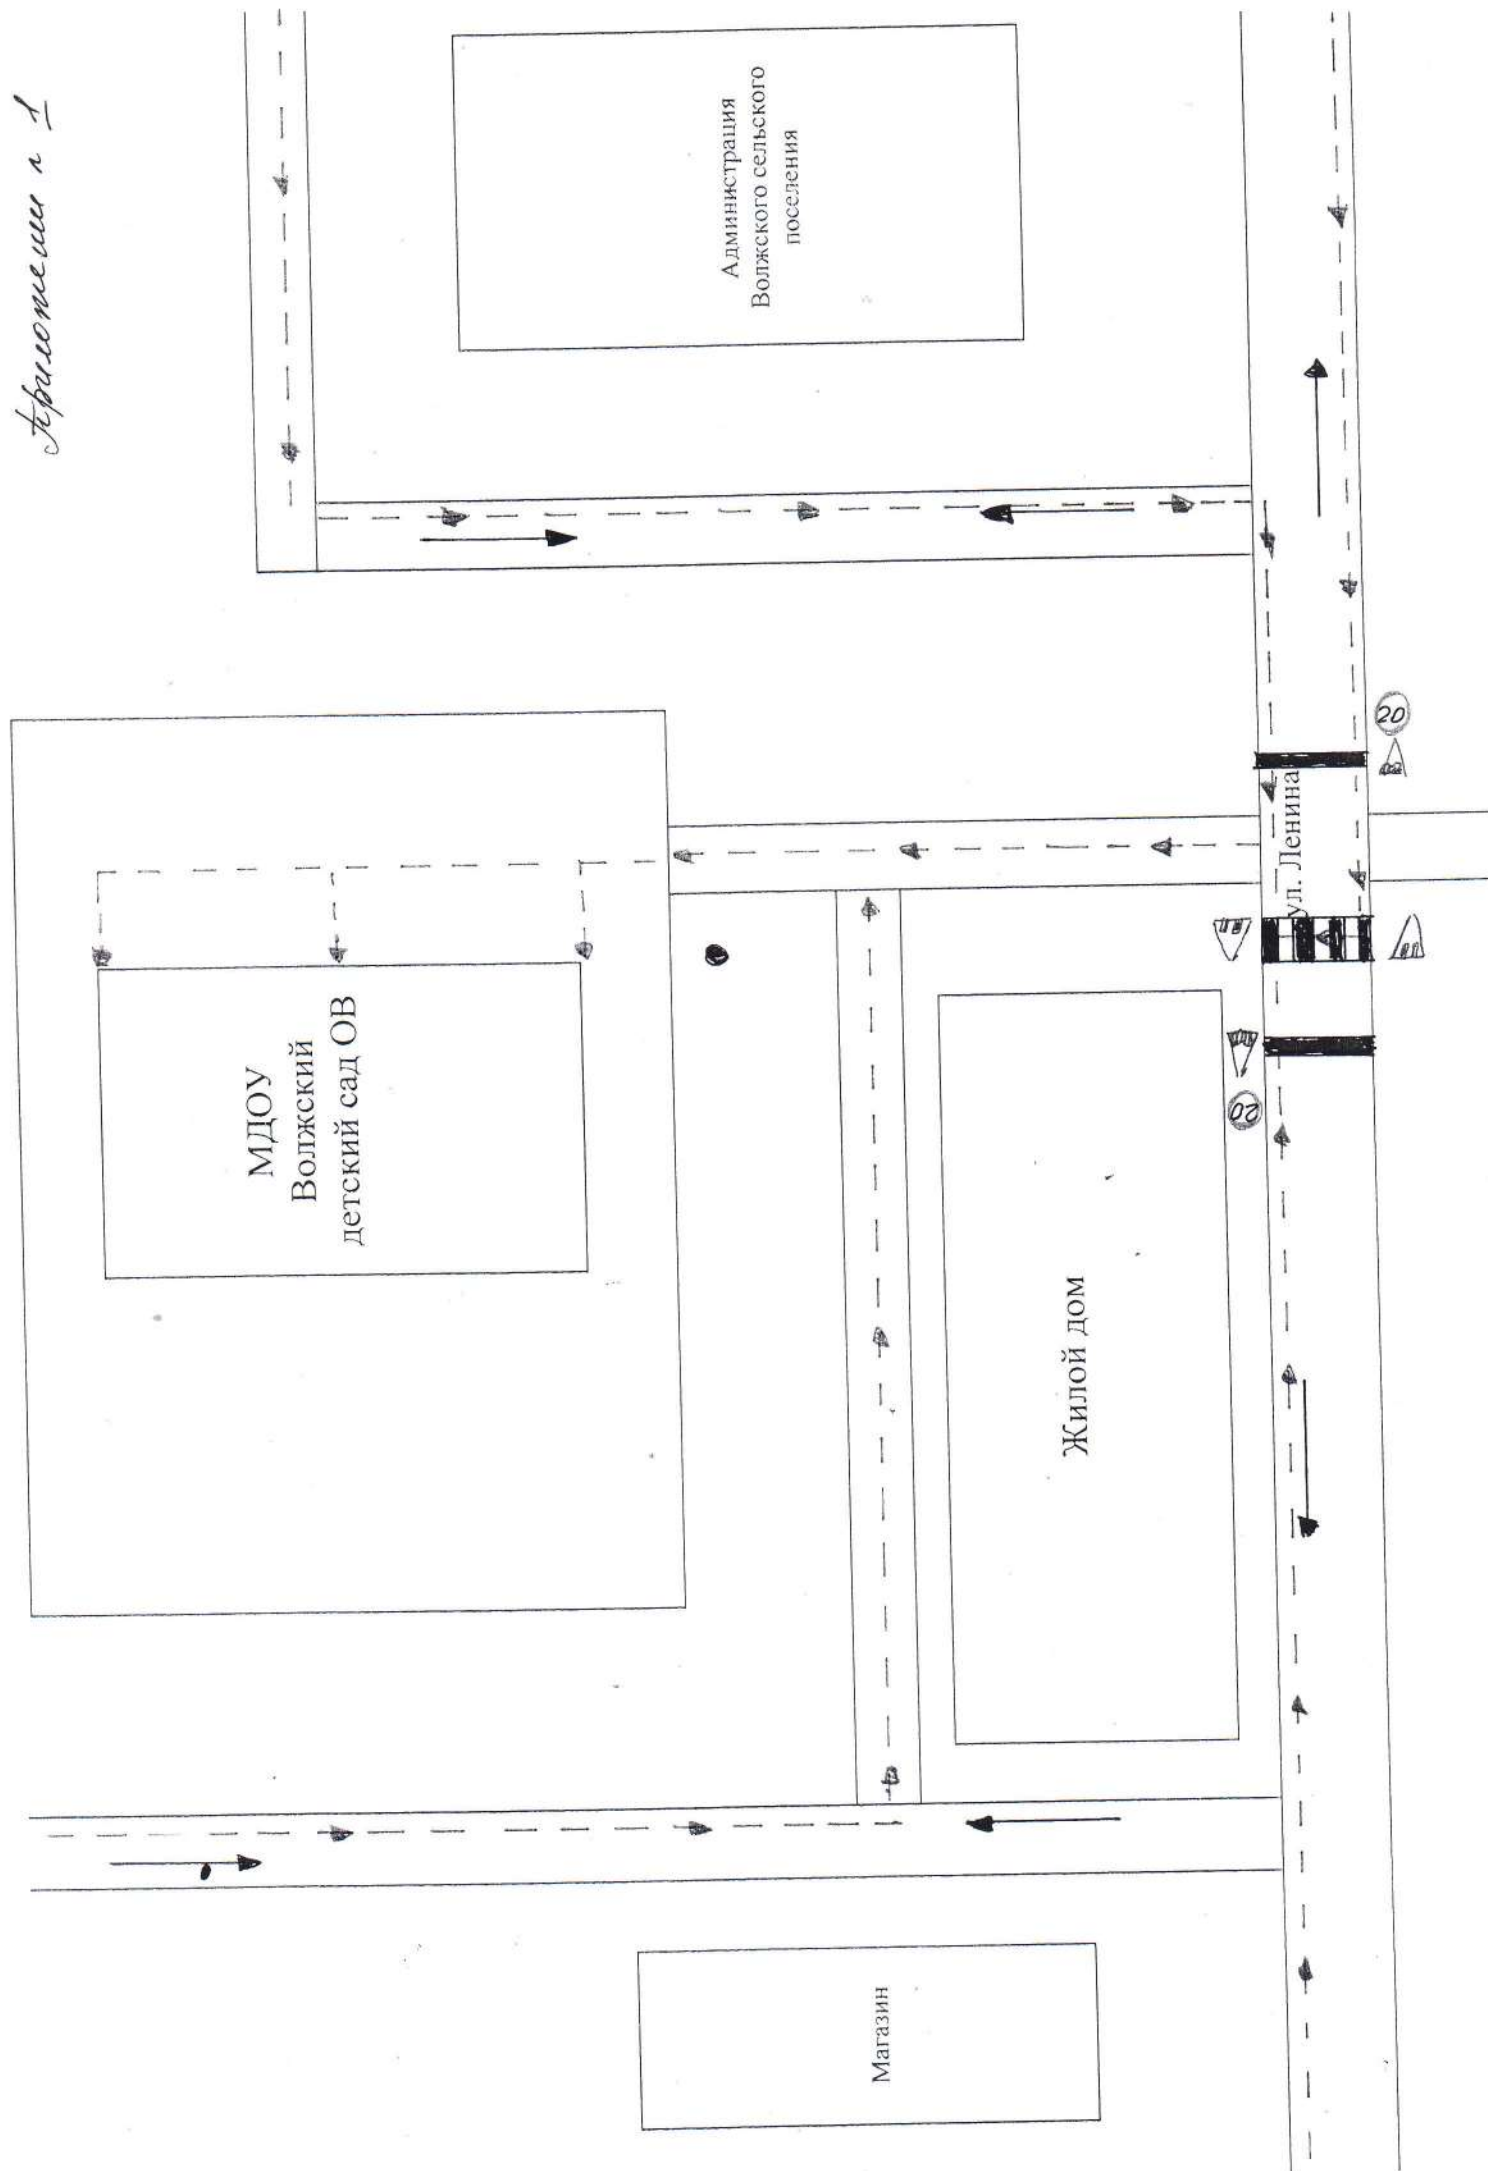 Приложение 1
МДОУ
Волжский
детский сад ОВ
Администрация
Волжского сельского
поселения
Магазин
Жилой дом
ул. Ленина
20
20